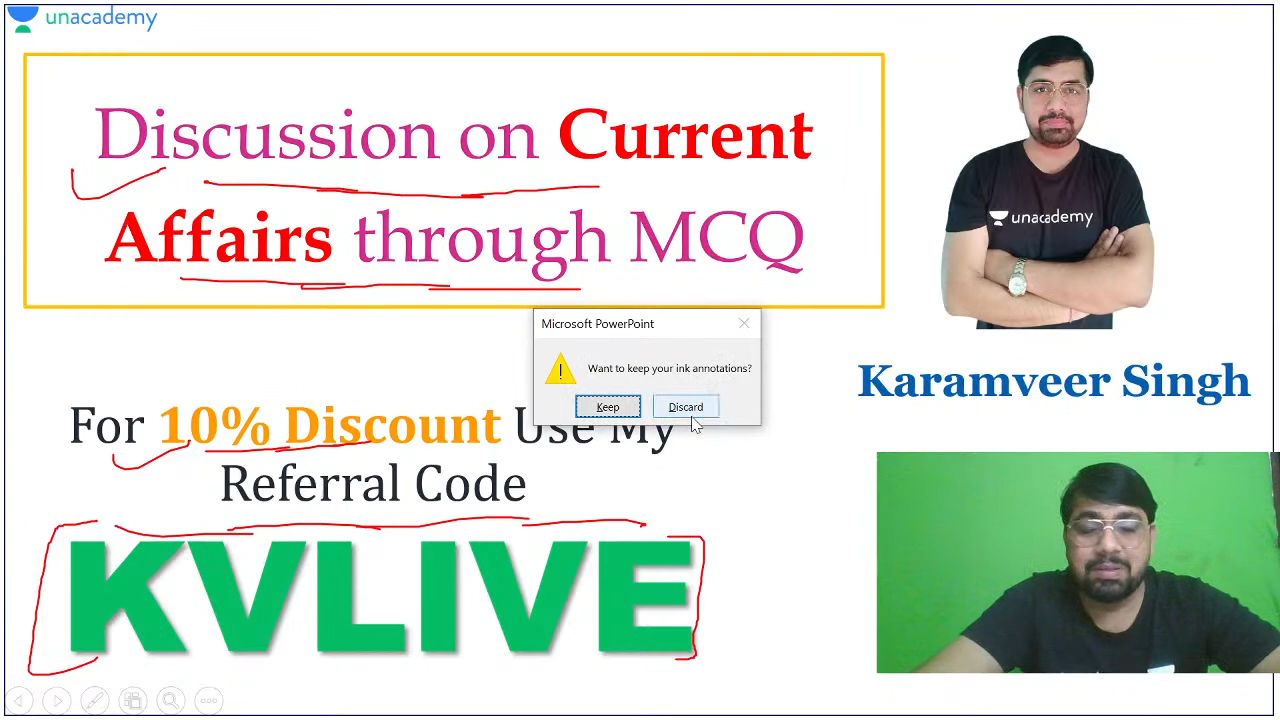 unacademy
Discussion on Current
Affairs through MCQ
unacademy
Microsoft PowerPoint
Want to keep your ink annotations?
Keep
Discard
Karamveer Singh
For 10% Discount Use My
Referral Code
KVLIVE